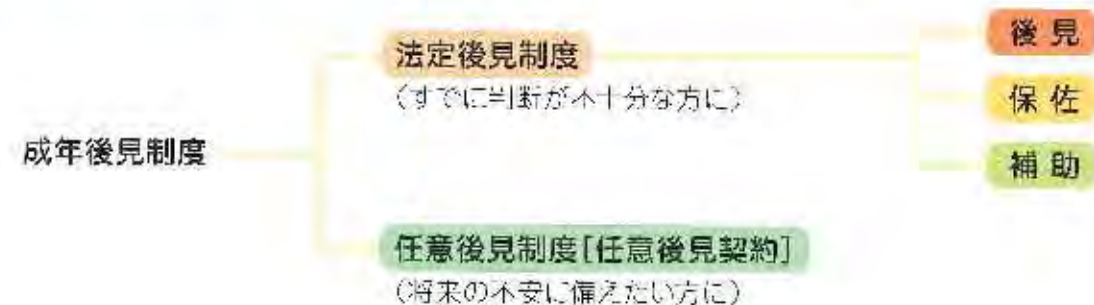 成年後見制度
法定後見制度
(すでに判断が不十分な方に)
後見
保佐
補助
任意後見制度[任意後見契約]
(将来の不安に備えたい方に)